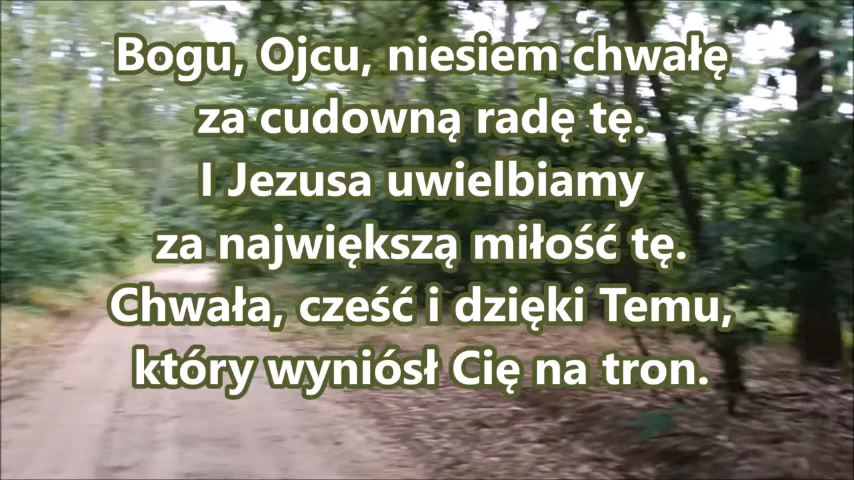 Bogu, Ojcu, niesiem chwałę
za cudowną radę tę.
I Jezusa uwielbiamy
za największą miłość tę.
Chwała, cześć i dzięki Temu,
który wyniósł Cię na tron.